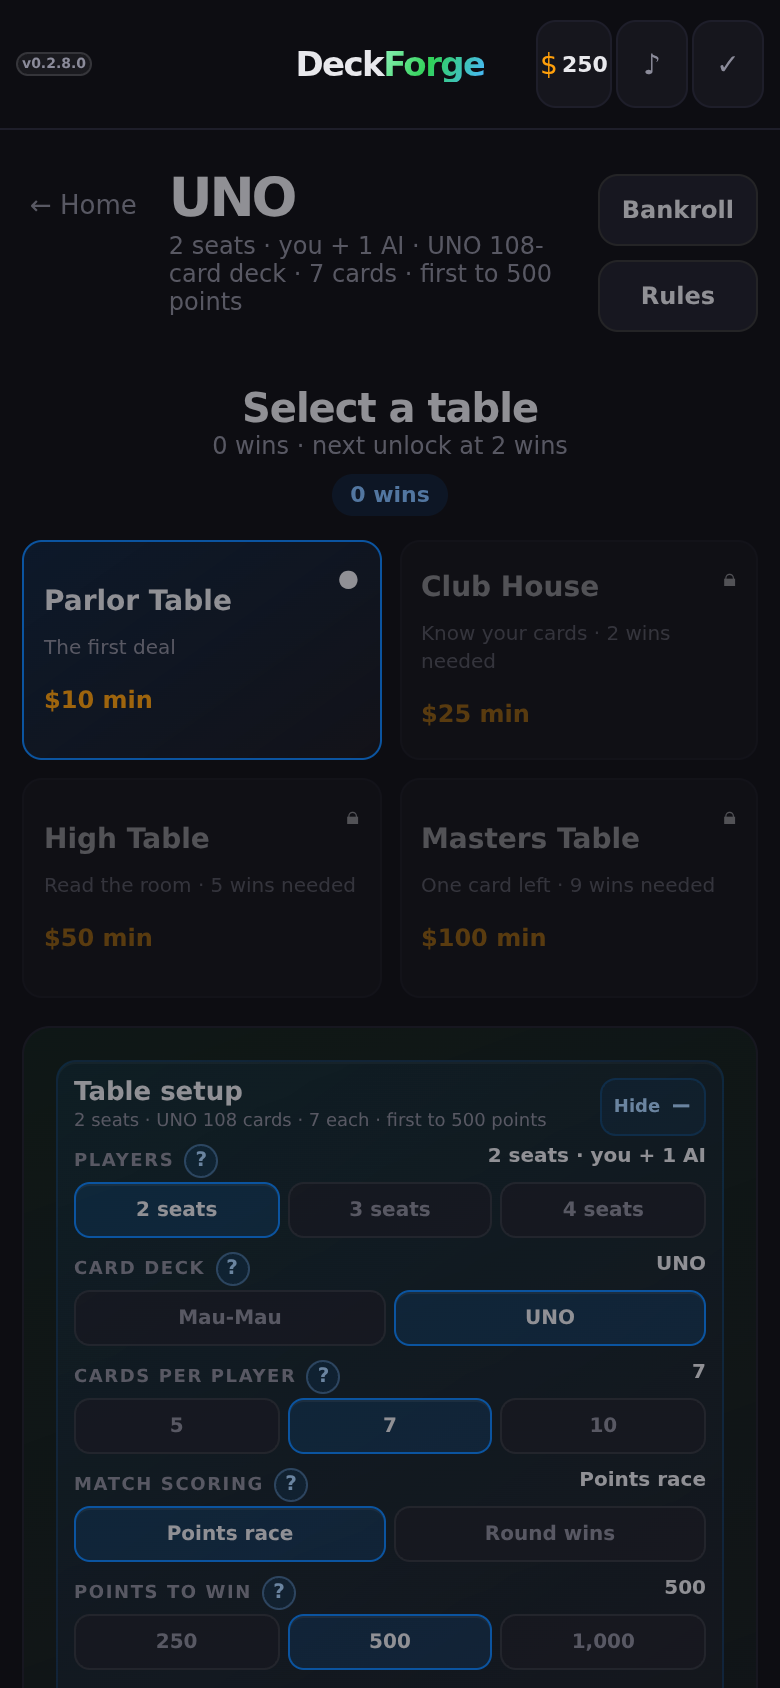 v0.2.8.0
DeckForge
$ 250
♪
✓
← Home
UNO
2 seats · you + 1 AI · UNO 108-
card deck · 7 cards · first to 500
points
Bankroll
Rules
Select a table
0 wins · next unlock at 2 wins
0 wins
Parlor Table
The first deal
$10 min
Club House
Know your cards · 2 wins
needed
$25 min
High Table
Read the room · 5 wins needed
$50 min
Masters Table
One card left · 9 wins needed
$100 min
Table setup
2 seats · UNO 108 cards · 7 each · first to 500 points
Hide —
PLAYERS ?
2 seats · you + 1 AI
2 seats
3 seats
4 seats
CARD DECK ?
UNO
Mau-Mau
UNO
CARDS PER PLAYER ?
7
5
7
10
MATCH SCORING ?
Points race
Points race
Round wins
POINTS TO WIN ?
500
250
500
1,000